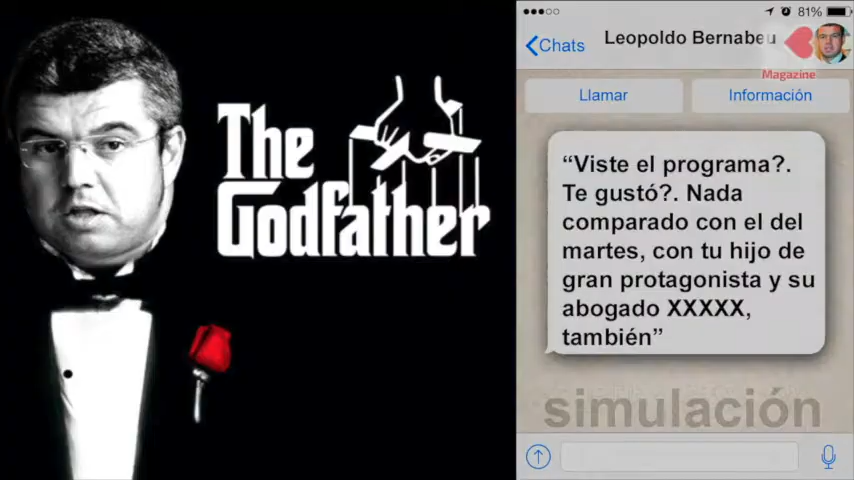 The
Godfather
81%
Chats
Leopoldo Bernabeu
Magazine
Llamar
Información
“Viste el programa?.
Te gustó?. Nada
comparado con el del
martes, con tu hijo de
gran protagonista y su
abogado XXXXX,
también”
simulación